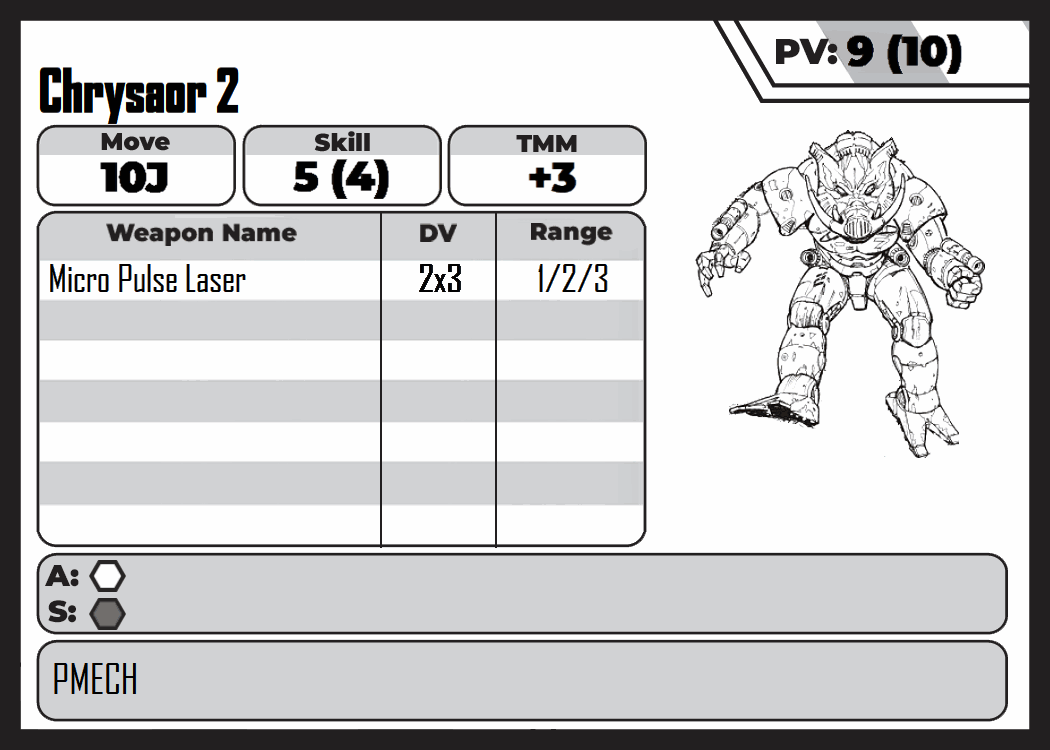 PV: 9 (10)
Chrysaor 2
Move Skill TMM
10J 5 (4) +3
Weapon Name DV Range
Micro Pulse Laser 2x3 1/2/3
A:
S:
PMECH